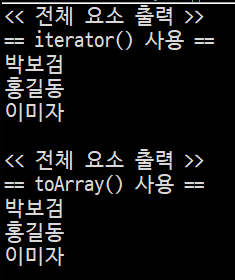 << 전체 요소 출력 >>
== iterator() 사용 ==
박보검
홍길동
이미자
<< 전체 요소 출력 >>
== toArray() 사용 ==
박보검
홍길동
이미자